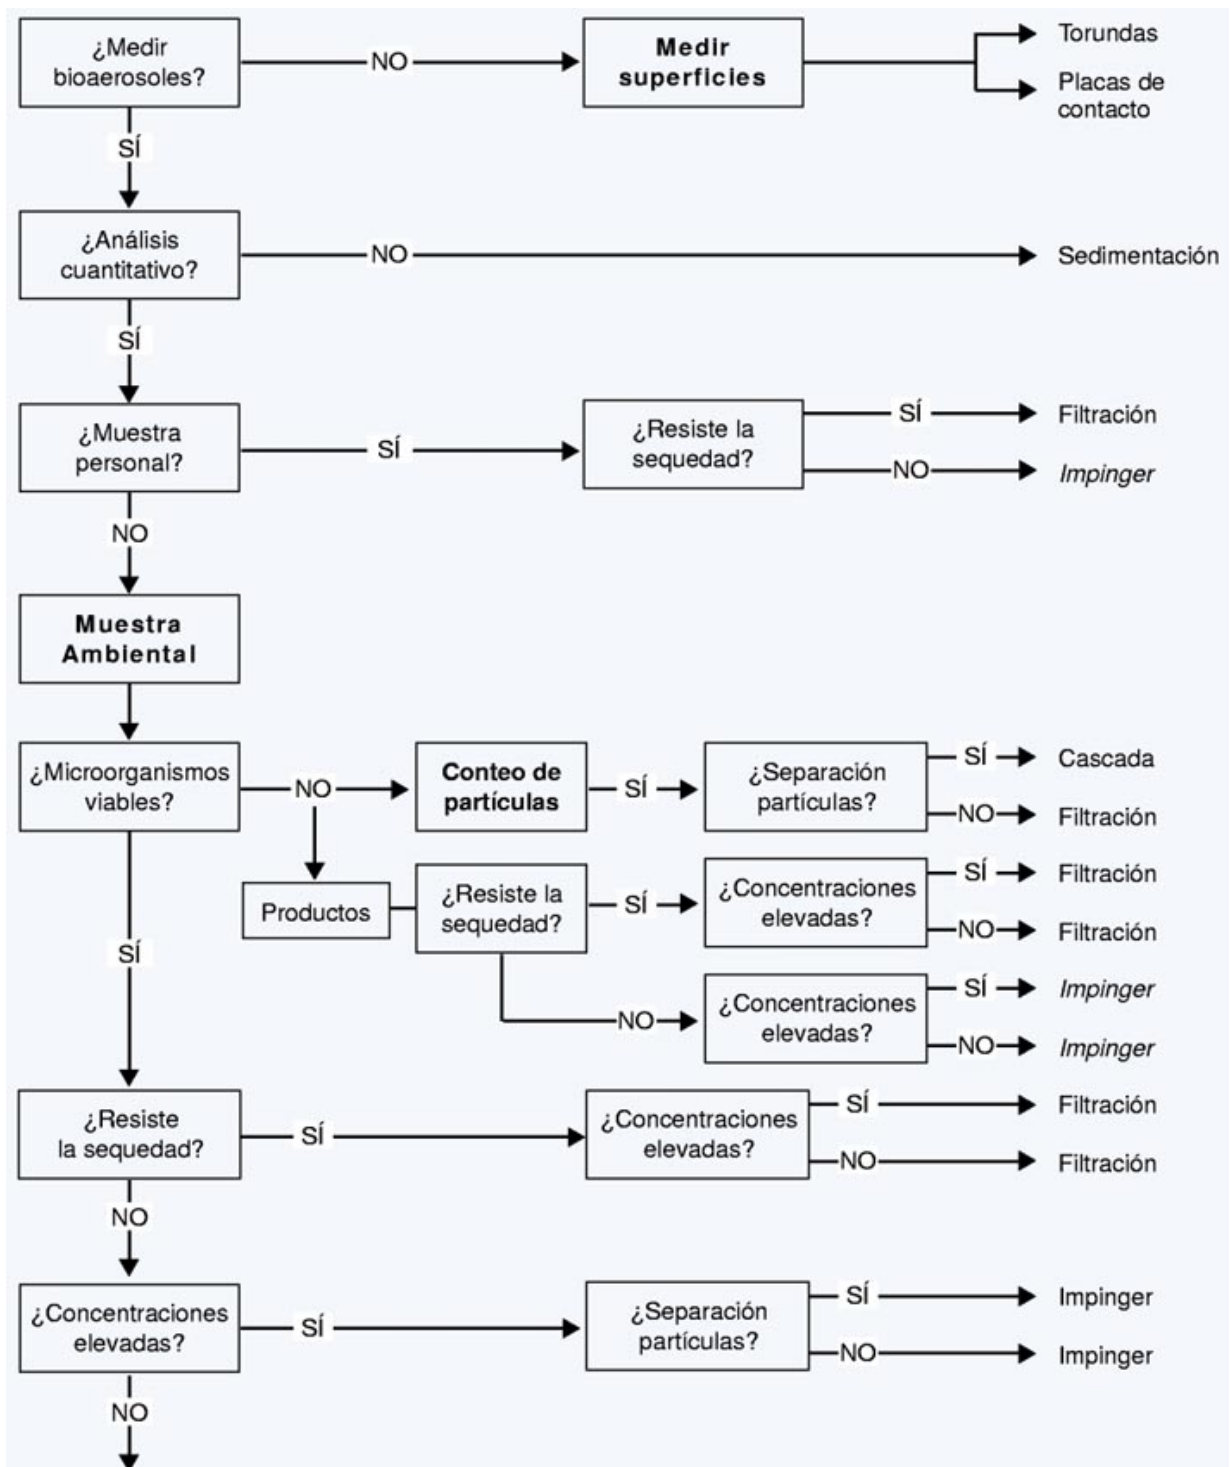 ¿Medir
bioaerosoles?
NO
Medir
superficies
Torundas
Placas de
contacto
SÍ
¿Análisis
cuantitativo?
NO
Sedimentación
SÍ
¿Muestra
personal?
SÍ
¿Resiste la
sequedad?
SÍ
Filtración
NO
Impinger
NO
Muestra
Ambiental
¿Microorganismos
viables?
NO
Conteo de
partículas
SÍ
¿Separación
partículas?
SÍ
Cascada
NO
Filtración
Productos
¿Resiste la
sequedad?
SÍ
¿Concentraciones
elevadas?
SÍ
Filtración
NO
Filtración
NO
¿Concentraciones
elevadas?
SÍ
Impinger
NO
Impinger
SÍ
¿Resiste
la sequedad?
SÍ
¿Concentraciones
elevadas?
SÍ
Filtración
NO
Filtración
NO
¿Concentraciones
elevadas?
SÍ
¿Separación
partículas?
SÍ
Impinger
NO
Impinger
NO